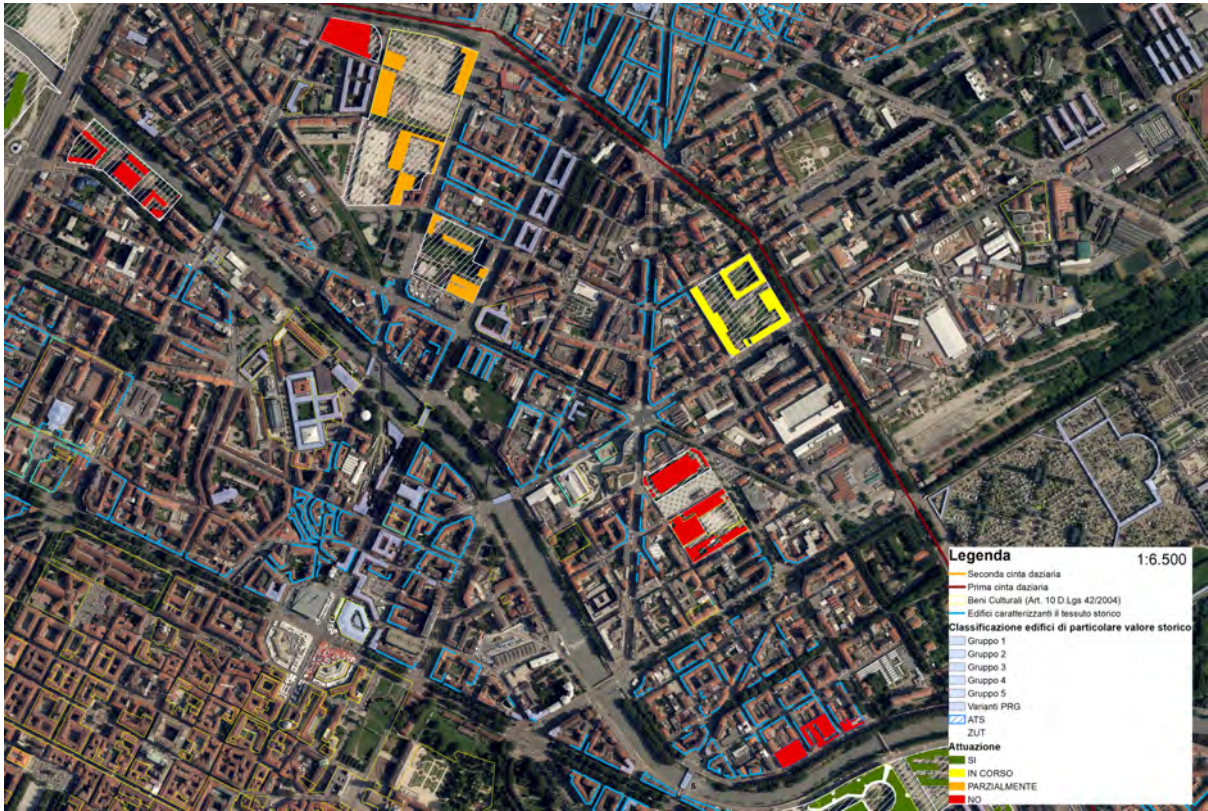 Legenda 1:6.500
Seconda cinta daziaria
Prima cinta daziaria
Beni Culturali (Art. 10 D.Lgs 42/2004)
Edifici caratterizzanti il tessuto storico
Classificazione edifici di particolare valore storico
Gruppo 1
Gruppo 2
Gruppo 3
Gruppo 4
Gruppo 5
Varianti PRG
ATS
ZUT
Attuazione
SI
IN CORSO
PARZIALMENTE
NO